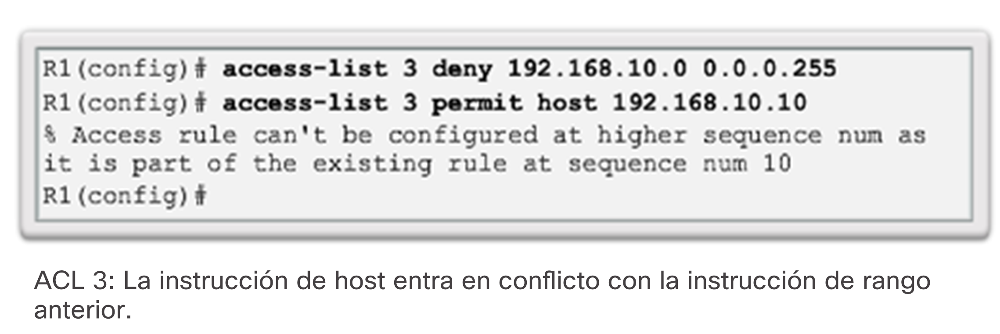 R1(config)# access-list 3 deny 192.168.10.0 0.0.0.255
R1(config)# access-list 3 permit host 192.168.10.10
% Access rule can't be configured at higher sequence num as
it is part of the existing rule at sequence num 10
R1(config)#
ACL 3: La instrucción de host entra en conflicto con la instrucción de rango
anterior.